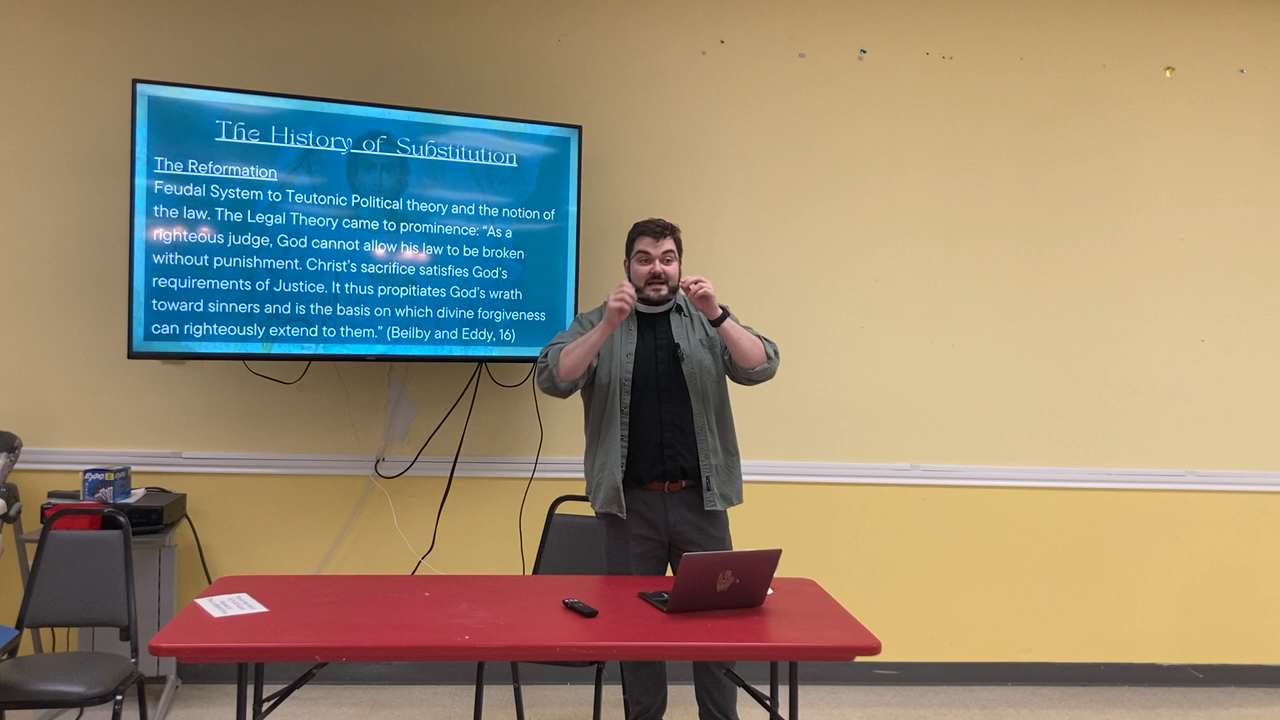 The History of Substitution
The Reformation
Feudal System to Teutonic Political theory and the notion of
the law. The Legal Theory came to prominence: “As a
righteous judge, God cannot allow his law to be broken
without punishment. Christ’s sacrifice satisfies God’s
requirements of Justice. It thus propitiates God’s wrath
toward sinners and is the basis on which divine forgiveness
can righteously extend to them.” (Beilby and Eddy, 16)
EXPO